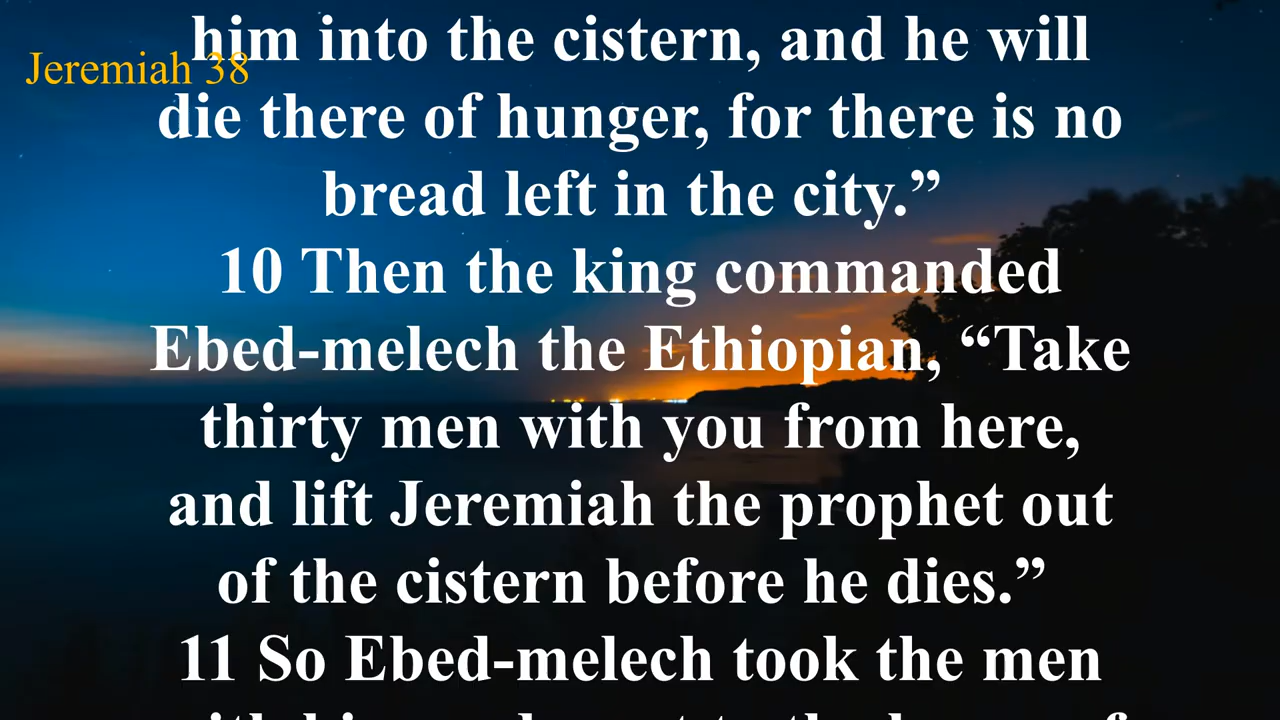 him into the cistern, and he will
Jeremiah 38
die there of hunger, for there is no
bread left in the city.”
10 Then the king commanded
Ebed-melech the Ethiopian, “Take
thirty men with you from here,
and lift Jeremiah the prophet out
of the cistern before he dies.”
11 So Ebed-melech took the men